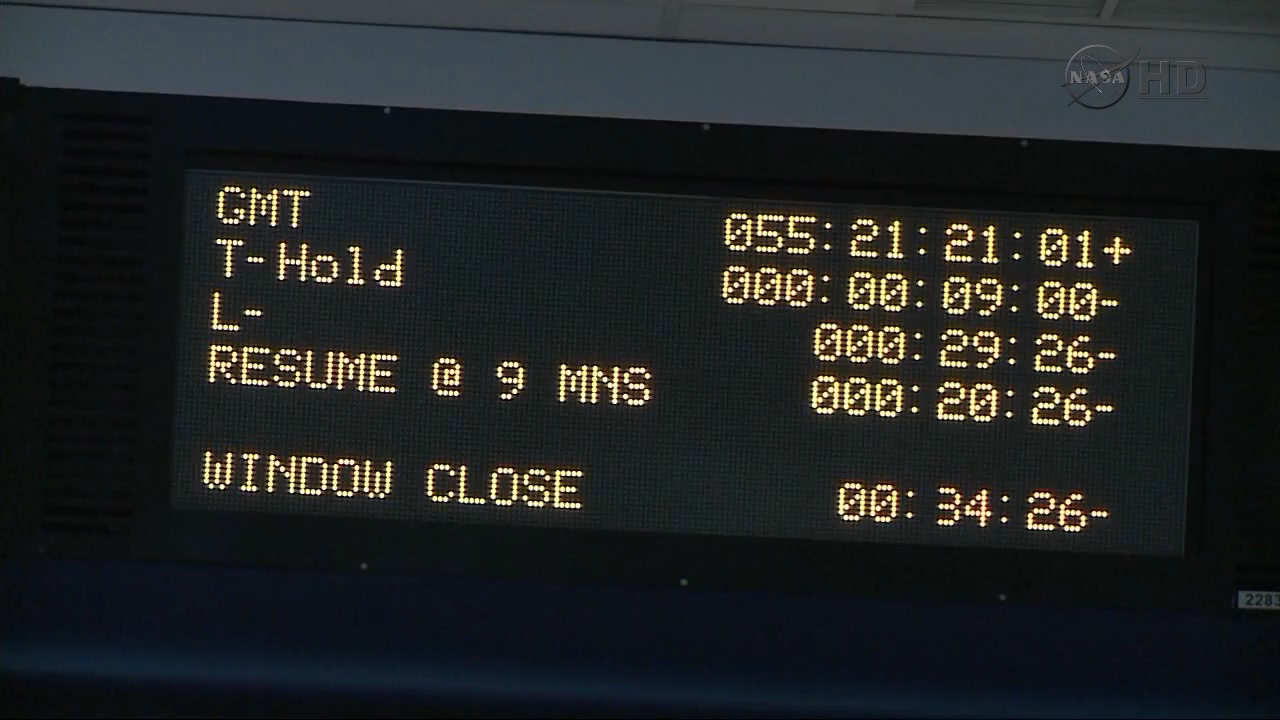 NASA HD
GMT 055:21:21:01+
T-Hold 000:00:09:00-
L- 000:29:26-
RESUME @ 9 MNS 000:20:26-
WINDOW CLOSE 00:34:26-
2283